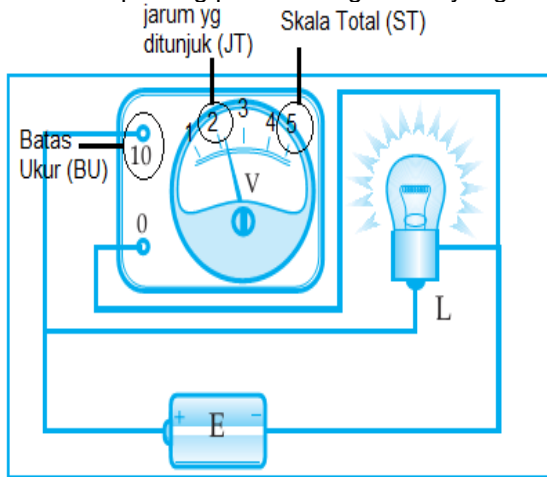 jarum yg
ditunjuk (JT)
Skala Total (ST)
Batas
Ukur (BU)
10
0
1 2 3 4 5
V
L
+ E −